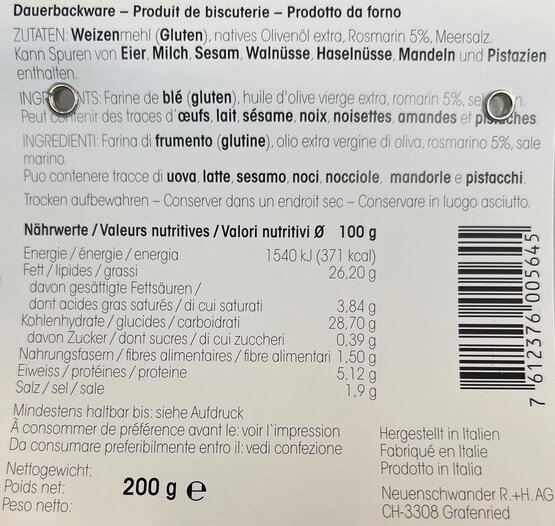 Dauerbackware – Produit de biscuterie – Prodotto da forno
ZUTATEN: Weizenmehl (Gluten), natives Olivenöl extra, Rosmarin 5%, Meersalz.
Kann Spuren von Eier, Milch, Sesam, Walnüsse, Haselnüsse, Mandeln und Pistazien
enthalten.
Farine de blé (gluten), huile d'olive vierge extra, romarin 5%,
Peut des traces d'œufs, lait, sésame, noix, noisettes, amandes et
INGREDIENTI: Farina di frumento (glutine), olio extra vergine di oliva, rosmarino 5%, sale
marino.
Puo contenere tracce di uova, latte, sesamo, noci, nocciole, mandorle e pistacchi.
Trocken aufbewahren – Conserver dans un endroit sec – Conservare in luogo asciutto.
Nährwerte / Valeurs nutritives / Valori nutritivi Ø 100 g
Energie / énergie / energia 1540 kJ (371 kcal)
Fett / lipides / grassi 26,20 g
davon gesättigte Fettsäuren /
dont acides gras saturés / di cui saturati 3,84 g
Kohlenhydrate / glucides / carboidrati 28,70 g
davon Zucker / dont sucres / di cui zuccheri 0,39 g
Nahrungsfasern / fibres alimentaires / fibre alimentari 1,50 g
Eiweiss / protéines / proteine 5,12 g
Salz / sel / sale 1,9 g
7 612376 005645
Mindestens haltbar bis: siehe Aufdruck
À consommer de préférence avant le: voir l'impression
Da consumare preferibilmente entro il: vedi confezione
Nettogewicht:
Poids net:
Peso netto:
200 g e
Hergestellt in Italien
Fabriqué en Italie
Prodotto in Italia
Neuenschwander R.+H. AG
CH-3308 Grafenried